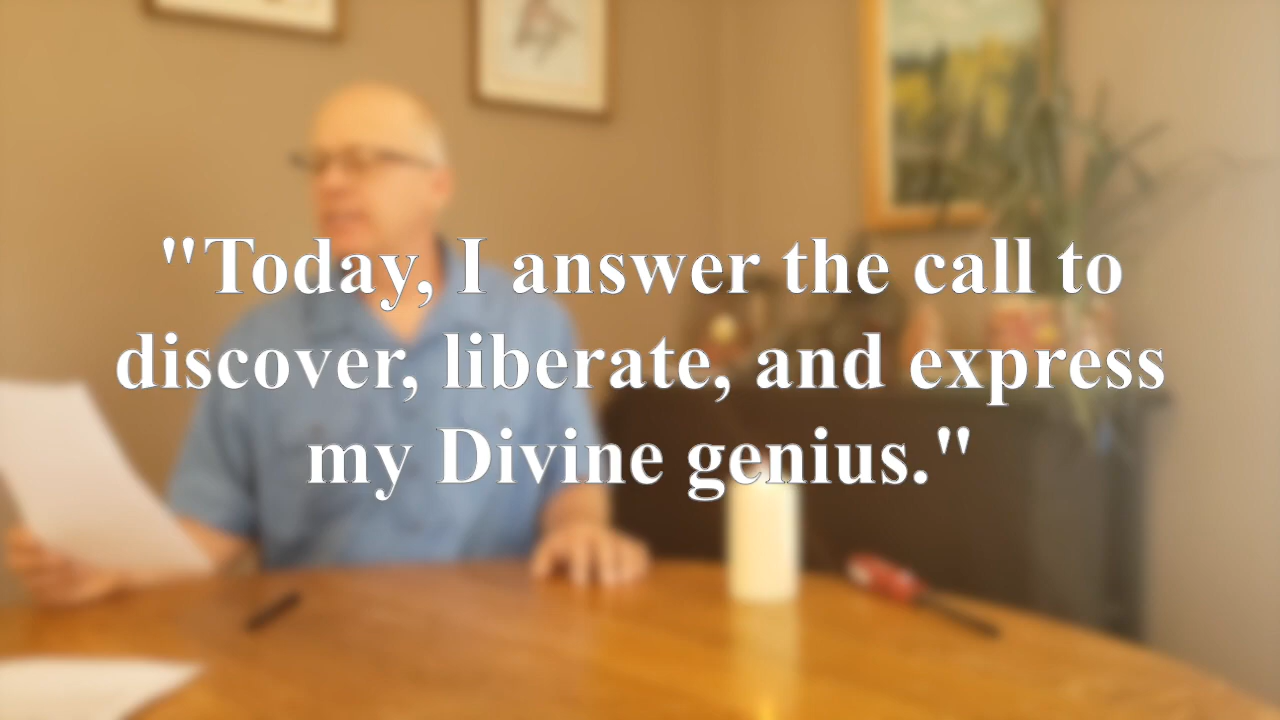 "Today, I answer the call to
discover, liberate, and express
my Divine genius."